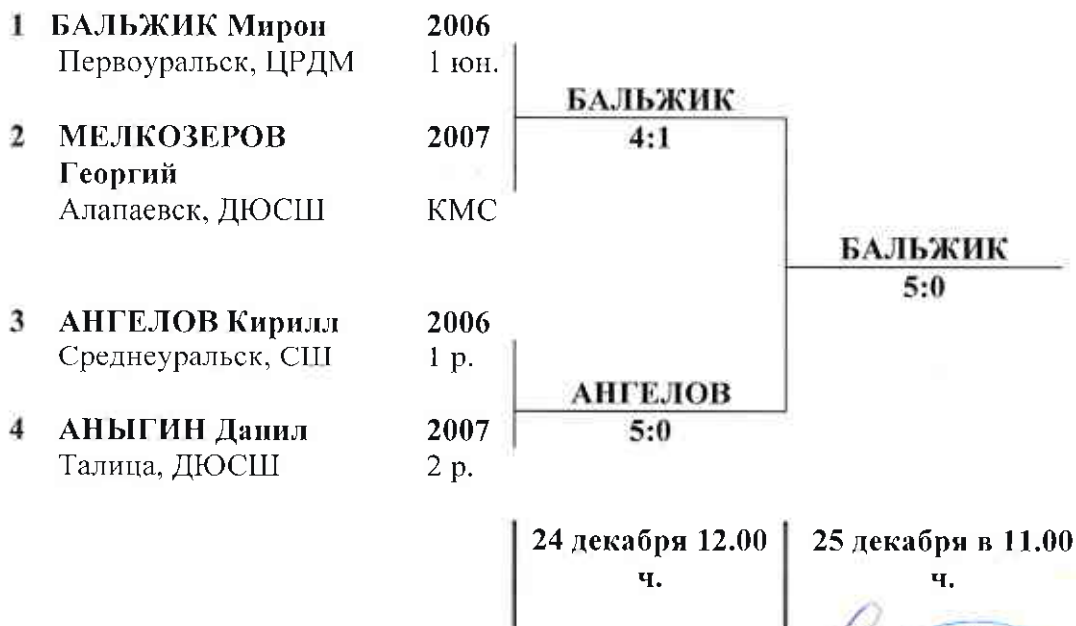 1 БАЛЬЖИК Мирон 2006
Первоуральск, ЦРДМ 1 юн.
БАЛЬЖИК
2 МЕЛКОЗЕРОВ 2007 4:1
Георгий
Алапаевск, ДЮСШ КМС
БАЛЬЖИК
5:0
3 АНГЕЛОВ Кирилл 2006
Среднеуральск, СШ 1 р.
АНГЕЛОВ
4 АНЫГИН Данил 2007 5:0
Талица, ДЮСШ 2 р.
24 декабря 12.00 25 декабря в 11.00
ч. ч.